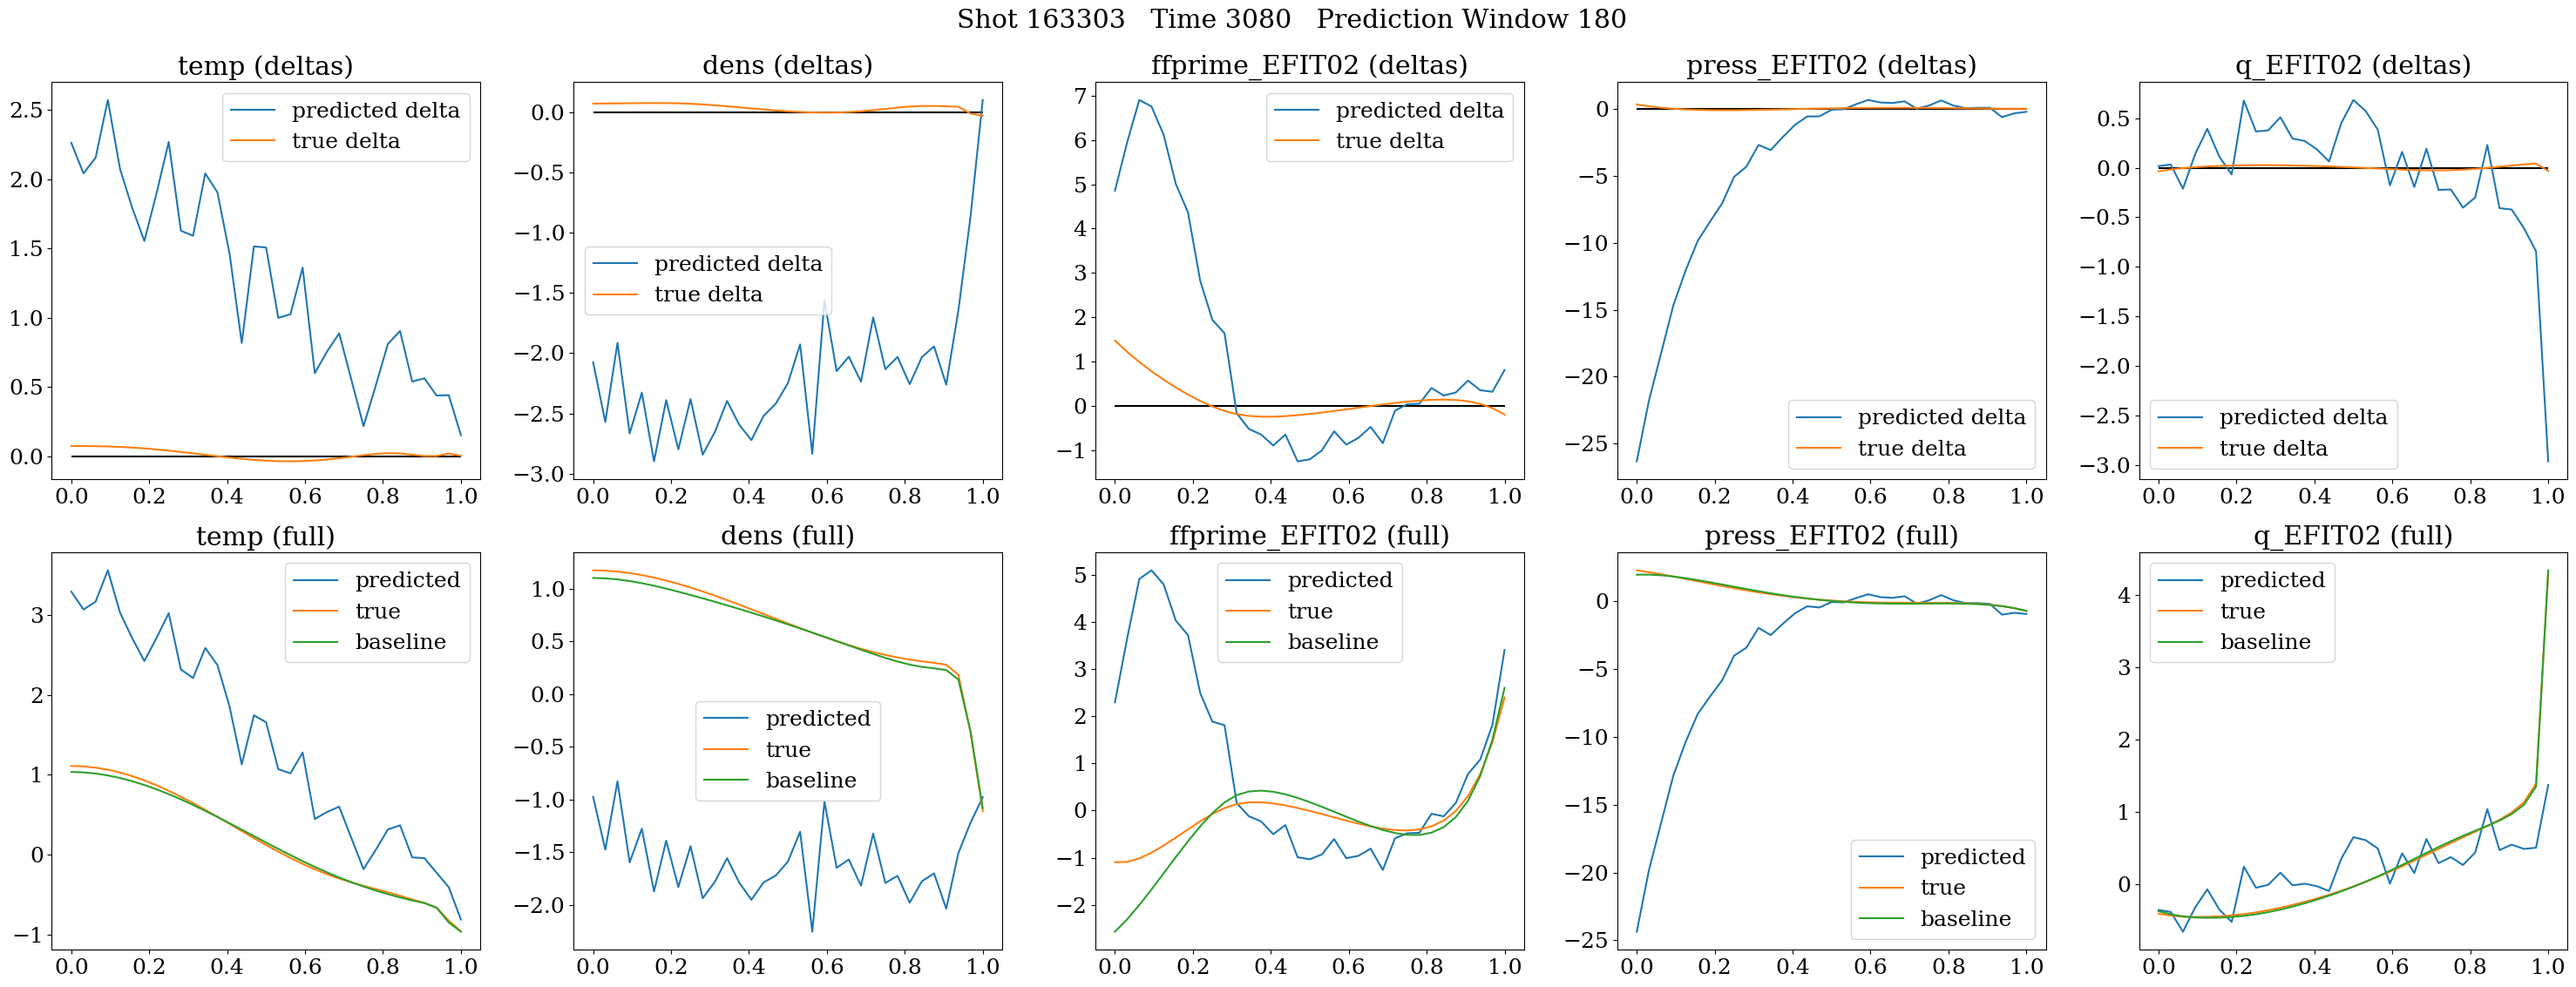 Shot 163303   Time 3080   Prediction Window 180
temp (deltas)
predicted delta
true delta
2.5
2.0
1.5
1.0
0.5
0.0
0.0 0.2 0.4 0.6 0.8 1.0
dens (deltas)
predicted delta
true delta
0.0
−0.5
−1.0
−1.5
−2.0
−2.5
−3.0
0.0 0.2 0.4 0.6 0.8 1.0
ffprime_EFIT02 (deltas)
predicted delta
true delta
7
6
5
4
3
2
1
0
−1
0.0 0.2 0.4 0.6 0.8 1.0
press_EFIT02 (deltas)
0
−5
−10
−15
−20
−25
predicted delta
true delta
0.0 0.2 0.4 0.6 0.8 1.0
q_EFIT02 (deltas)
0.5
0.0
−0.5
−1.0
−1.5
−2.0
−2.5
−3.0
predicted delta
true delta
0.0 0.2 0.4 0.6 0.8 1.0
temp (full)
predicted
true
baseline
3
2
1
0
−1
0.0 0.2 0.4 0.6 0.8 1.0
dens (full)
1.0
0.5
0.0
−0.5
−1.0
−1.5
−2.0
predicted
true
baseline
0.0 0.2 0.4 0.6 0.8 1.0
ffprime_EFIT02 (full)
predicted
true
baseline
5
4
3
2
1
0
−1
−2
0.0 0.2 0.4 0.6 0.8 1.0
press_EFIT02 (full)
0
−5
−10
−15
−20
−25
predicted
true
baseline
0.0 0.2 0.4 0.6 0.8 1.0
q_EFIT02 (full)
predicted
true
baseline
4
3
2
1
0
0.0 0.2 0.4 0.6 0.8 1.0